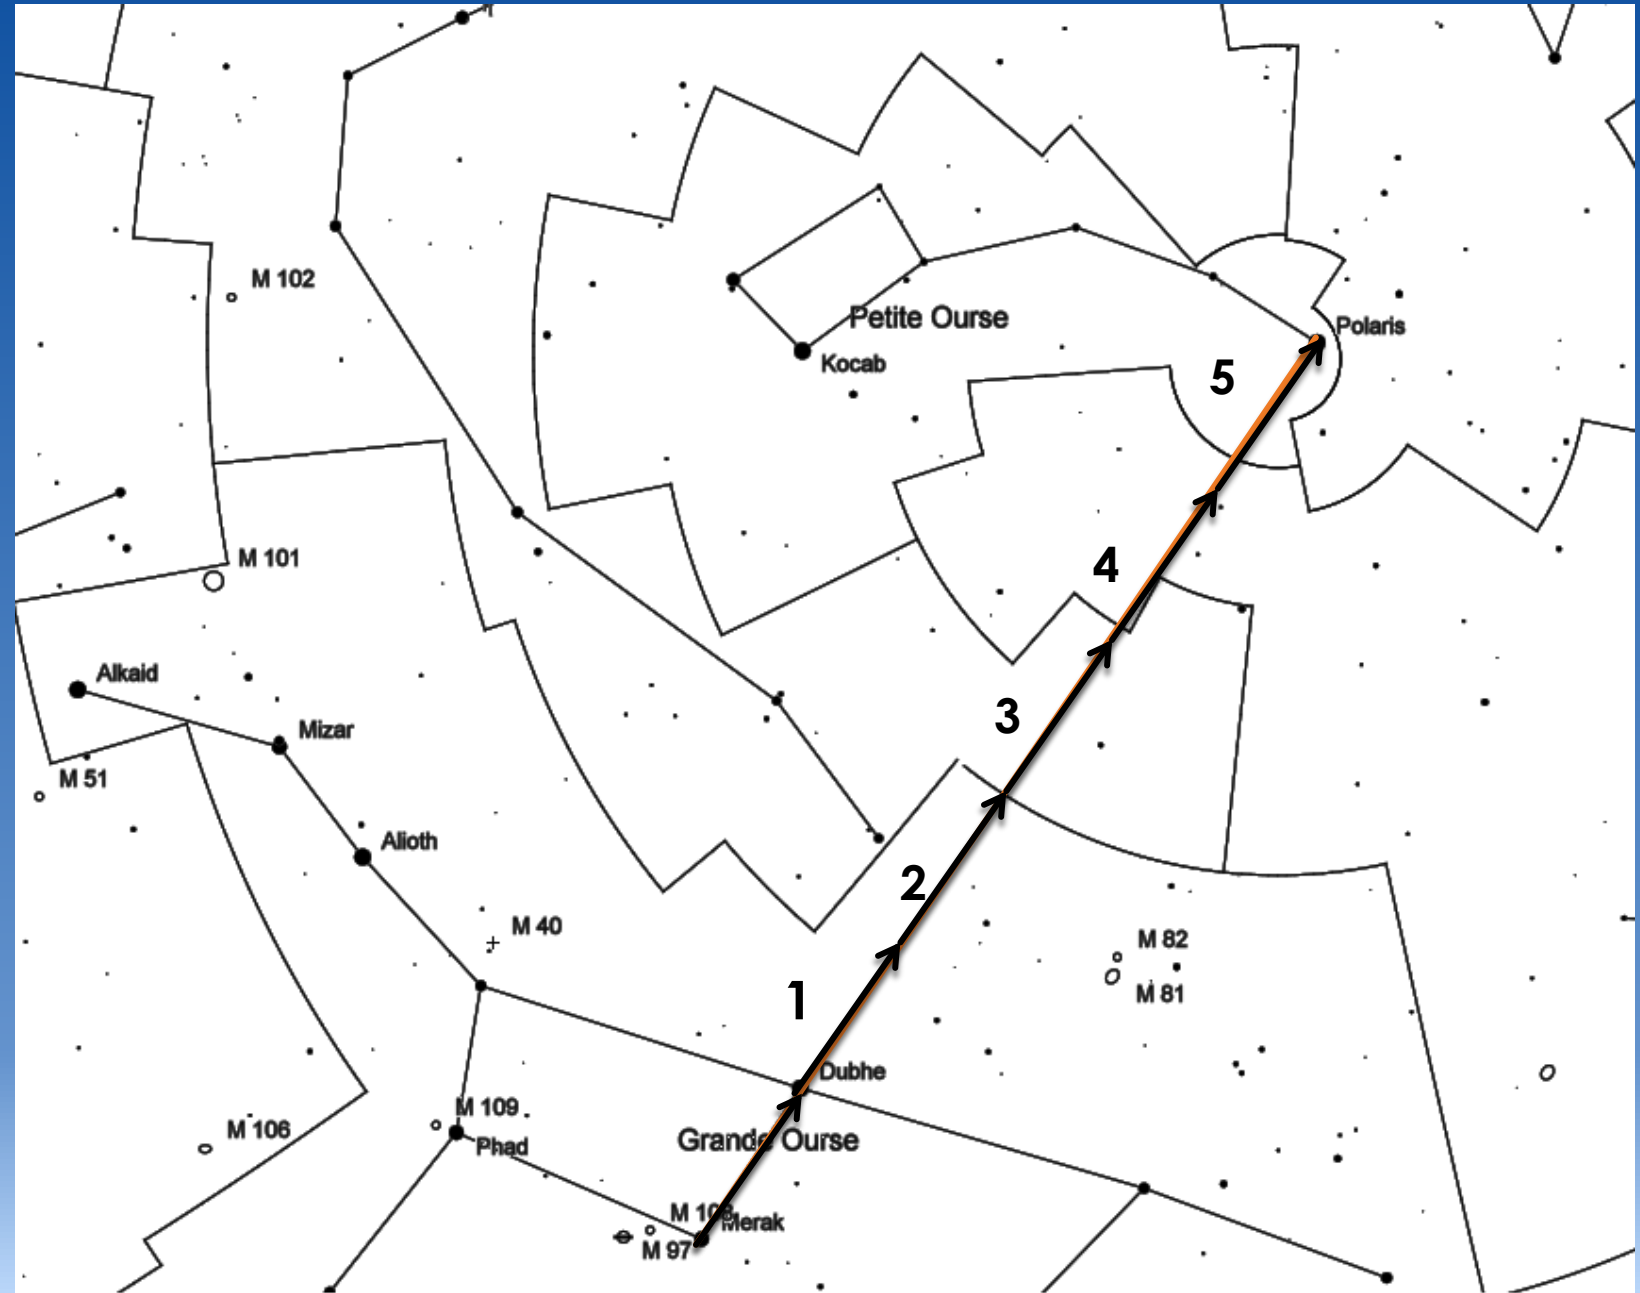 M 102
Petite Ourse
Polaris
Kocab
5
M 101
4
Alkaid
3
Mizar
M 51
Alioth
2
M 40
M 82
M 81
1
Dubhe
M 109
M 106
Phad
Grande Ourse
M 108
Merak
M 97